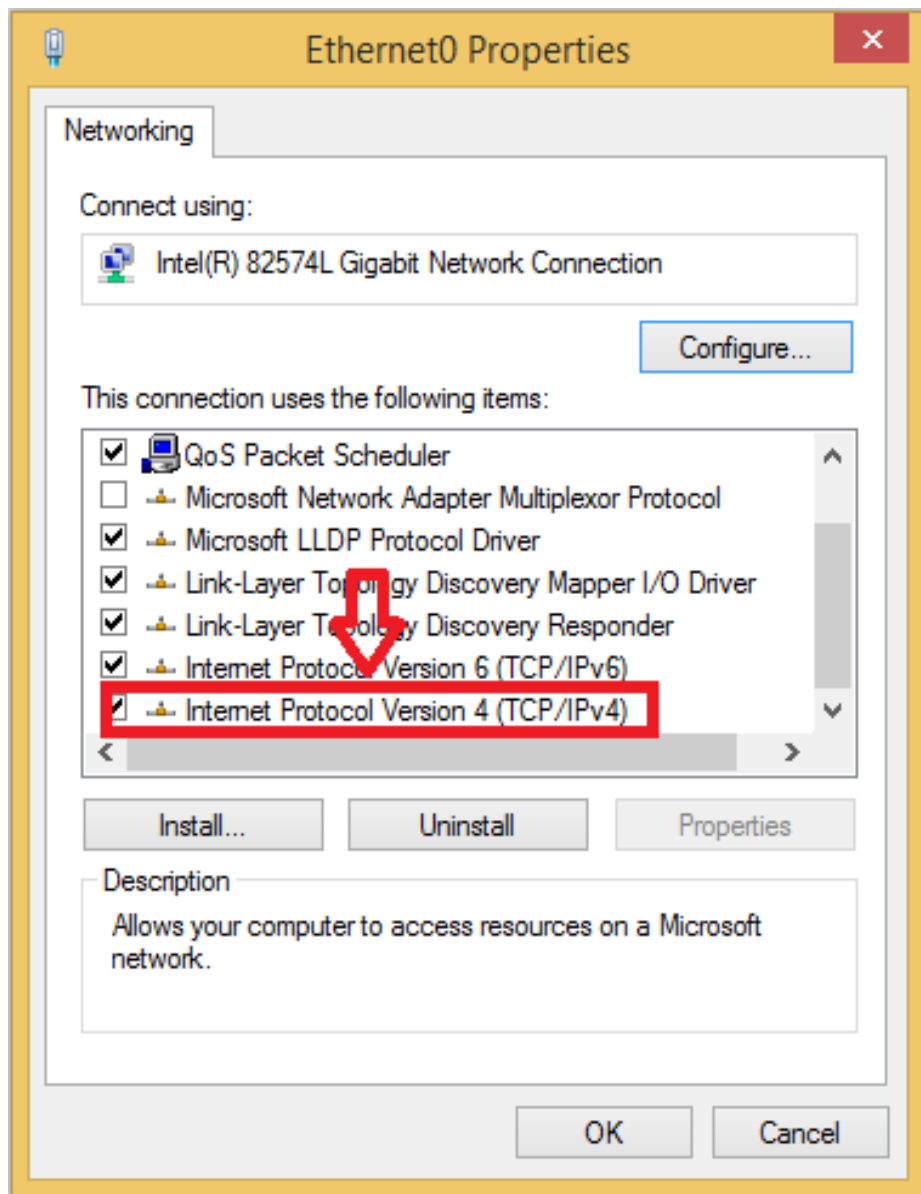 Ethernet0 Properties
Networking
Connect using:
Intel(R) 82574L Gigabit Network Connection
Configure...
This connection uses the following items:
QoS Packet Scheduler
Microsoft Network Adapter Multiplexor Protocol
Microsoft LLDP Protocol Driver
Link-Layer Topology Discovery Mapper I/O Driver
Link-Layer Topology Discovery Responder
Internet Protocol Version 6 (TCP/IPv6)
Internet Protocol Version 4 (TCP/IPv4)
Install... Uninstall Properties
Description
Allows your computer to access resources on a Microsoft
network.
OK Cancel